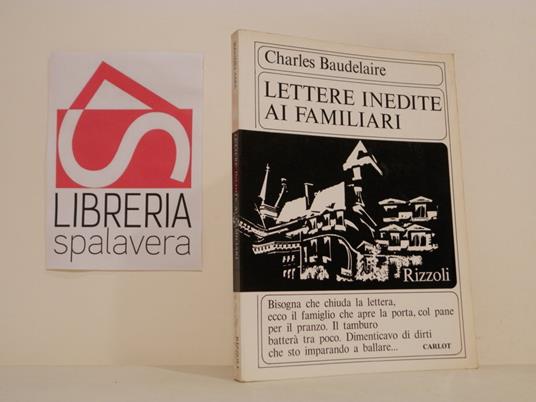 LIBRERIA
spalavera
Charles Baudelaire
LETTERE INEDITE
AI FAMILIARI
Rizzoli
Bisogna che chiuda la lettera,
ecco il famiglio che apre la porta, col pane
per il pranzo. Il tamburo
batterà tra poco. Dimenticavo di dirti
che sto imparando a ballare... CARLOT